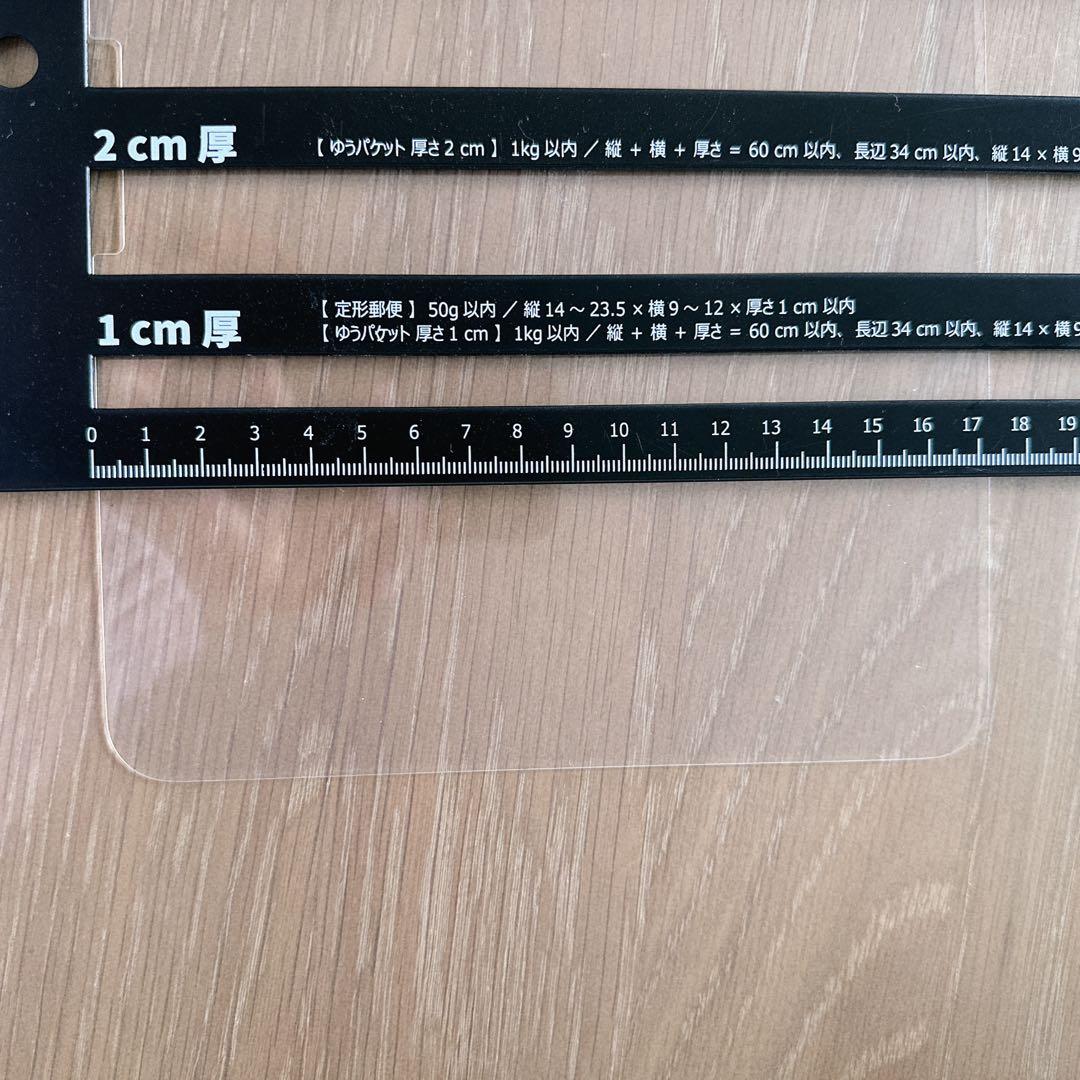 2 cm 厚
【 ゆうパケット 厚さ 2 cm 】 1kg 以内 ／ 縦 + 横 + 厚さ = 60 cm 以内、長辺 34 cm 以内、縦 14 × 横 9
1 cm 厚
【 定形郵便 】 50g 以内 ／ 縦 14 ～ 23.5 × 横 9 ～ 12 × 厚さ 1 cm 以内
【 ゆうパケット 厚さ 1 cm 】 1kg 以内 ／ 縦 + 横 + 厚さ = 60 cm 以内、長辺 34 cm 以内、縦 14 × 横 9
0 1 2 3 4 5 6 7 8 9 10 11 12 13 14 15 16 17 18 19